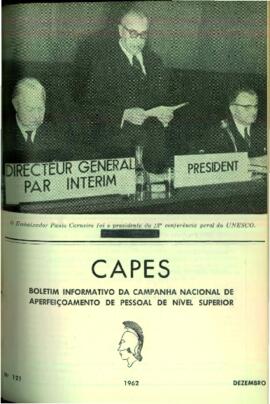 DIRECTEUR GENERAL
PAR INTERIM
PRESIDENT
O Embaixador Paulo Carneiro foi o presidente da 12ª conferência geral da UNESCO.
CAPES
BOLETIM INFORMATIVO DA CAMPANHA NACIONAL DE
APERFEIÇOAMENTO DE PESSOAL DE NÍVEL SUPERIOR
Nº 121
1962
DEZEMBRO